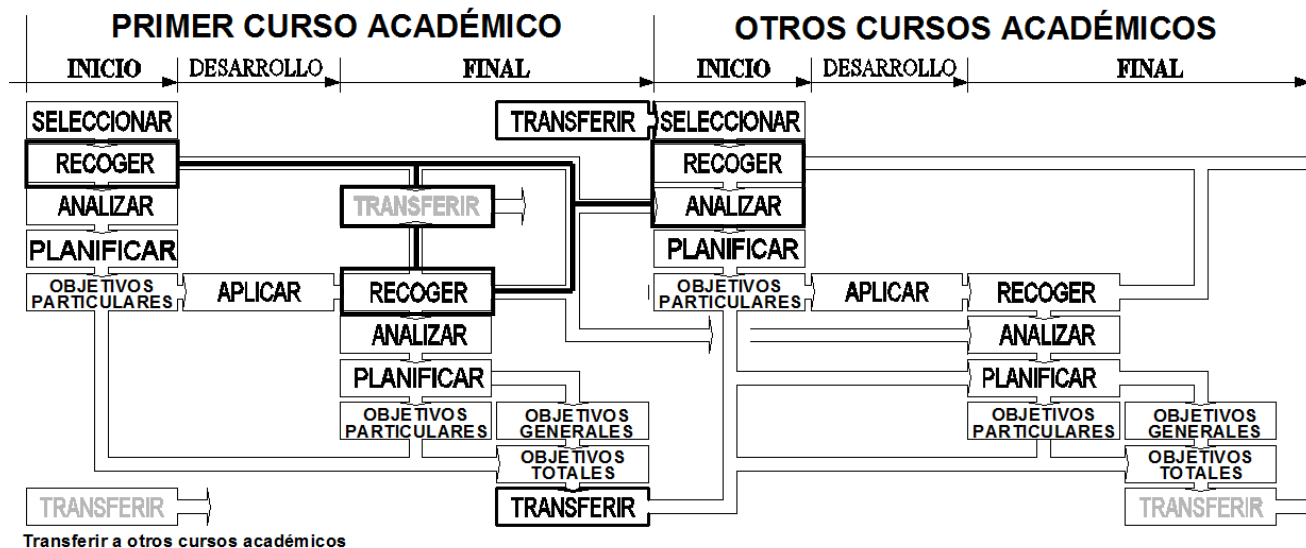 PRIMER CURSO ACADÉMICO
OTROS CURSOS ACADÉMICOS
INICIO DESARROLLO FINAL
INICIO DESARROLLO FINAL
SELECCIONAR
TRANSFERIR
SELECCIONAR
RECOGER
RECOGER
ANALIZAR
TRANSFERIR
ANALIZAR
PLANIFICAR
PLANIFICAR
OBJETIVOS
PARTICULARES
APLICAR
RECOGER
OBJETIVOS
PARTICULARES
APLICAR
RECOGER
ANALIZAR
ANALIZAR
PLANIFICAR
PLANIFICAR
OBJETIVOS
PARTICULARES
OBJETIVOS
GENERALES
OBJETIVOS
PARTICULARES
OBJETIVOS
GENERALES
OBJETIVOS
TOTALES
OBJETIVOS
TOTALES
TRANSFERIR
TRANSFERIR
TRANSFERIR
Transferir a otros cursos académicos